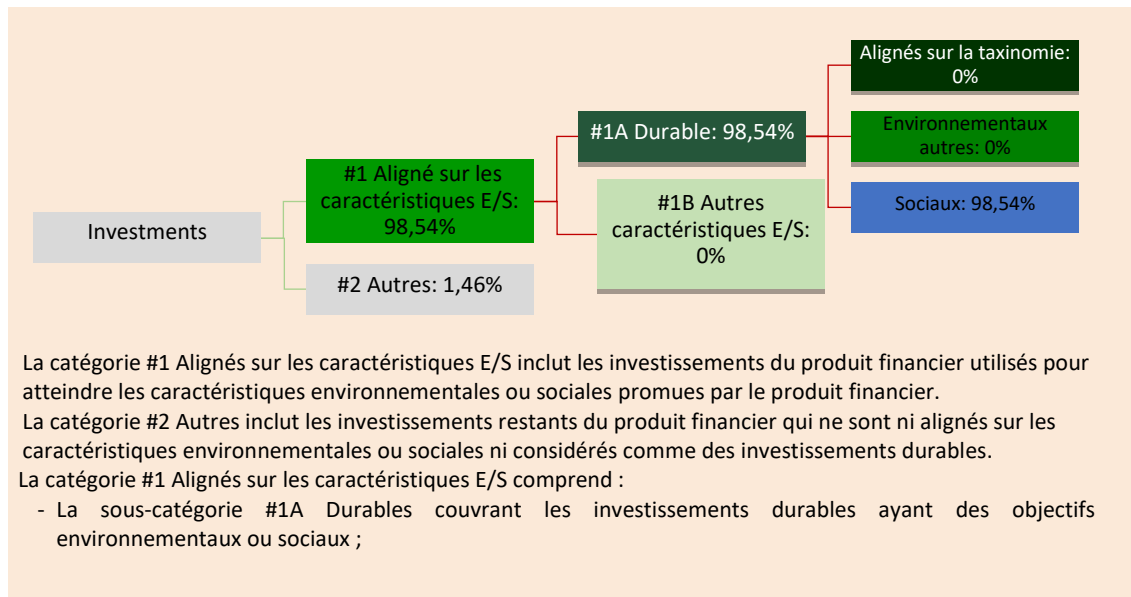 Investments
#1 Aligné sur les
caractéristiques E/S:
98,54%
#2 Autres: 1,46%
#1A Durable: 98,54%
#1B Autres
caractéristiques E/S:
0%
Alignés sur la taxinomie:
0%
Environnementaux
autres: 0%
Sociaux: 98,54%
La catégorie #1 Alignés sur les caractéristiques E/S inclut les investissements du produit financier utilisés pour
atteindre les caractéristiques environnementales ou sociales promues par le produit financier.
La catégorie #2 Autres inclut les investissements restants du produit financier qui ne sont ni alignés sur les
caractéristiques environnementales ou sociales ni considérés comme des investissements durables.
La catégorie #1 Alignés sur les caractéristiques E/S comprend :
- La sous-catégorie #1A Durables couvrant les investissements durables ayant des objectifs
environnementaux ou sociaux ;